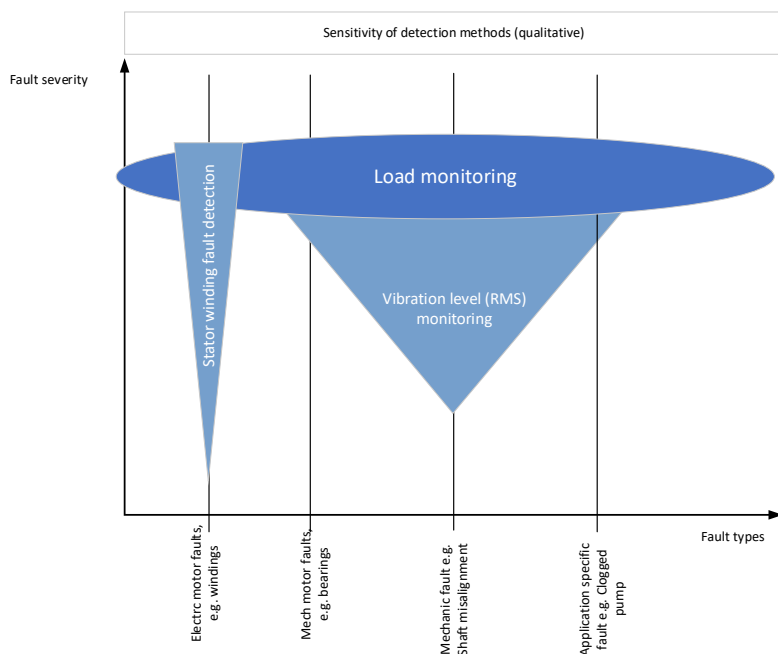 Sensitivity of detection methods (qualitative)
Fault severity
Load monitoring
Stator winding fault detection
Vibration level (RMS)
monitoring
Fault types
Electrc motor faults,
e.g. windings
Mech motor faults,
e.g. bearings
Mechanic fault e.g.
Shaft misalignment
Application specific
fault e.g. Clogged
pump